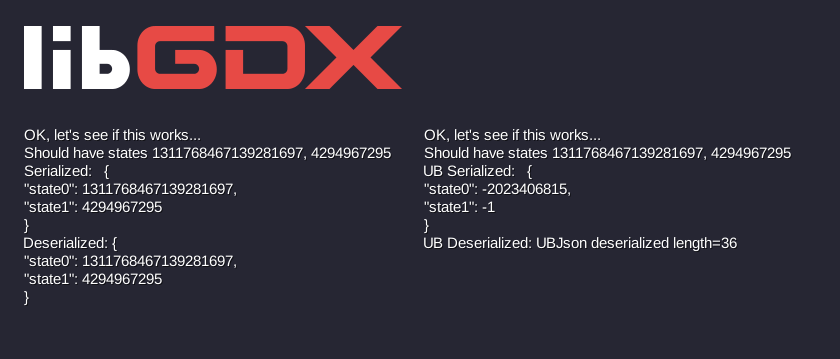 libGDX
OK, let's see if this works...
Should have states 1311768467139281697, 4294967295
Serialized: {
"state0": 1311768467139281697,
"state1": 4294967295
}
Deserialized: {
"state0": 1311768467139281697,
"state1": 4294967295
}
OK, let's see if this works...
Should have states 1311768467139281697, 4294967295
UB Serialized: {
"state0": -2023406815,
"state1": -1
}
UB Deserialized: UBJson deserialized length=36